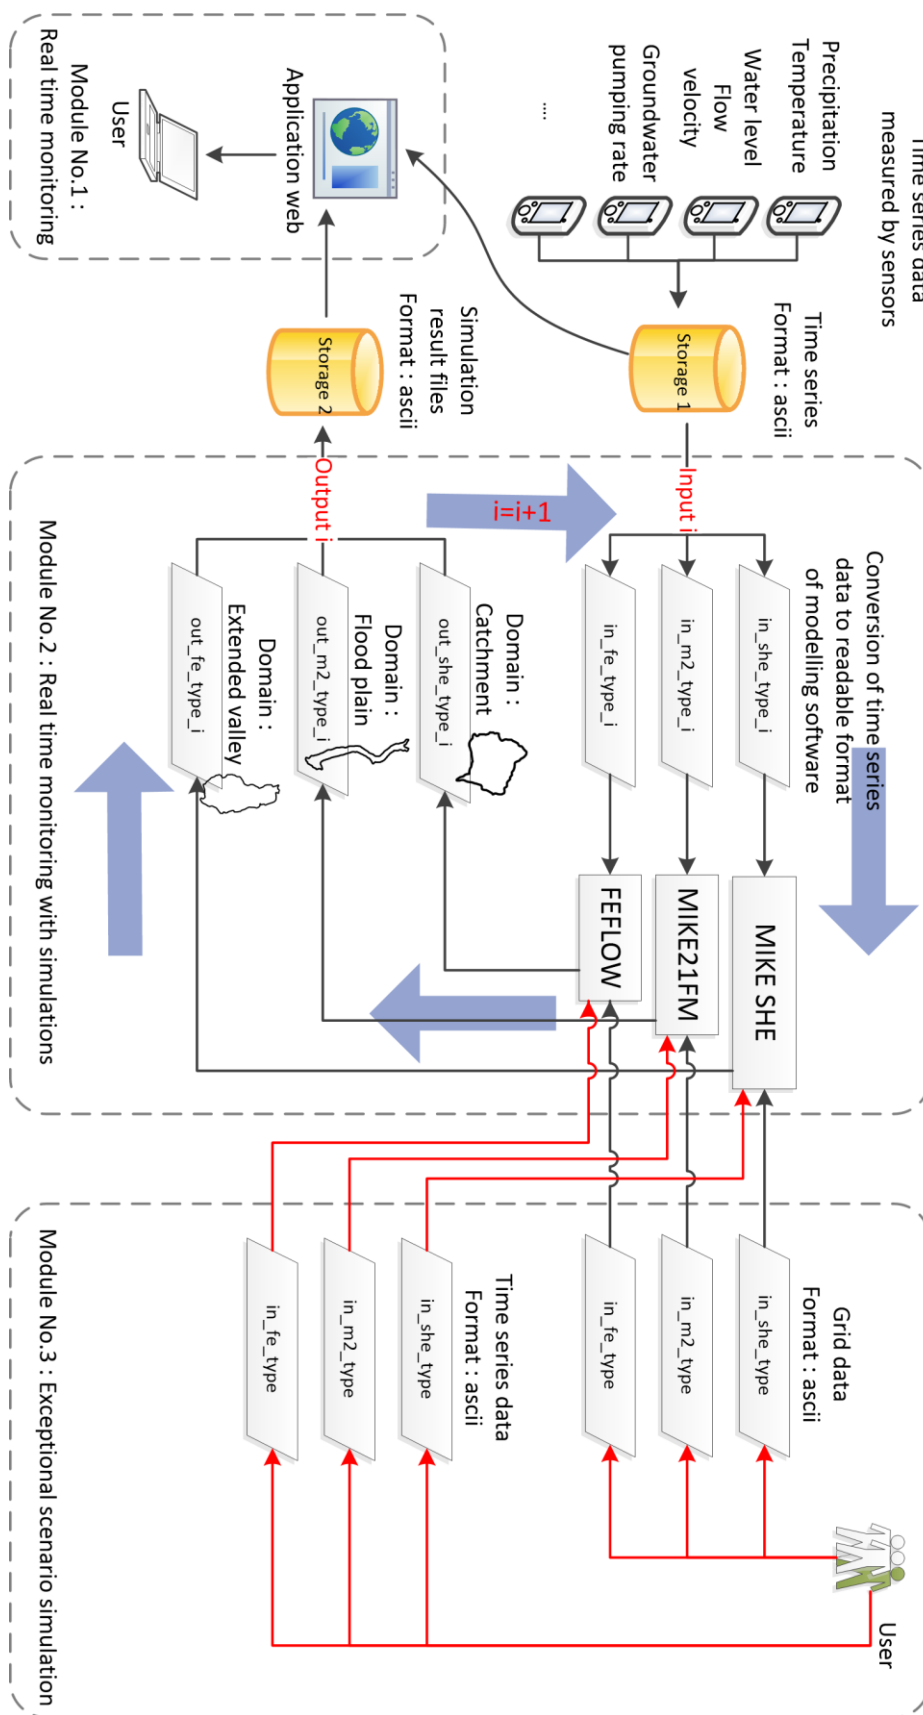 Time series data
measured by sensors
Precipitation
Temperature
Water level
Flow
velocity
Groundwater
pumping rate
....
Time series
Format : ascii
Storage 1
Application web
User
Module No.1 :
Real time monitoring
Simulation
result files
Format : ascii
Storage 2
Input i
Output i
i=i+1
Conversion of time series
data to readable format
of modelling software
in_she_type_i
in_m2_type_i
in_fe_type_i
MIKE SHE
MIKE21FM
FEFLOW
Domain :
Catchment
out_she_type_i
Domain :
Flood plain
out_m2_type_i
Domain :
Extended valley
out_fe_type_i
Module No.2 : Real time monitoring with simulations
User
Grid data
Format : ascii
in_she_type
in_m2_type
in_fe_type
Time series data
Format : ascii
in_she_type
in_m2_type
in_fe_type
Module No.3 : Exceptional scenario simulation